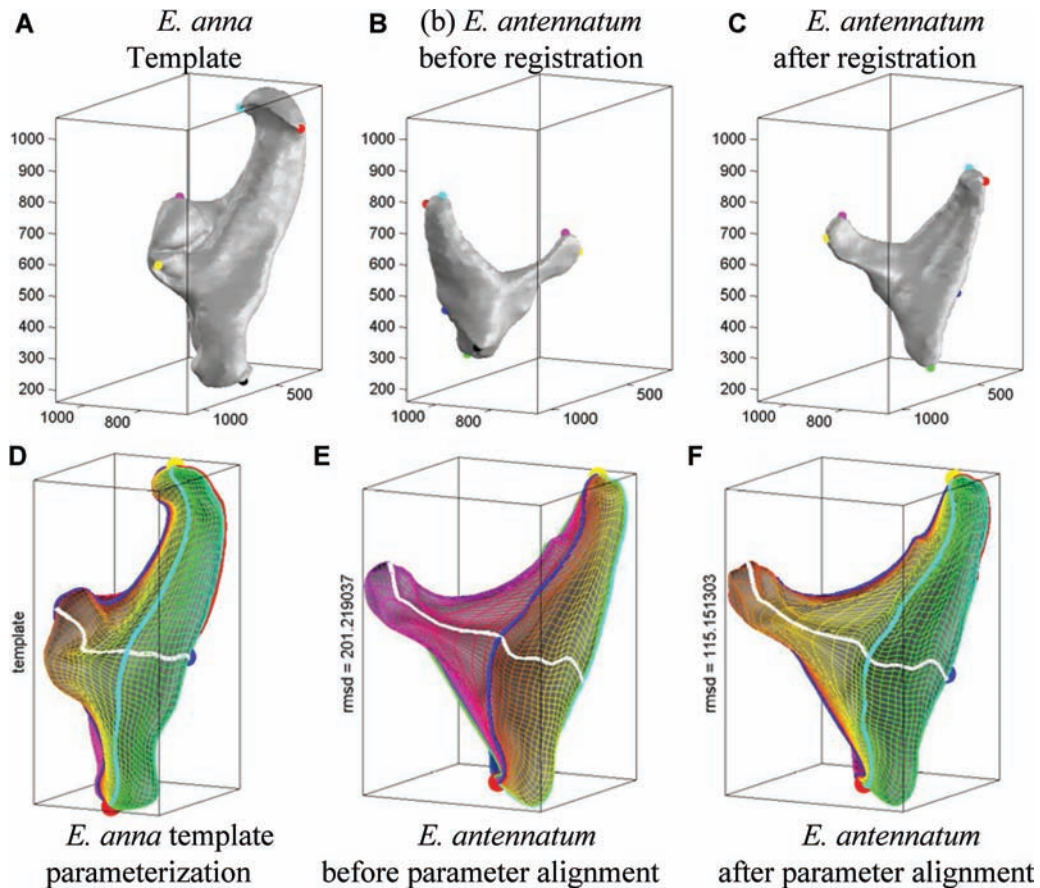 A E. anna
Template
B (b) E. antennatum
before registration
C E. antennatum
after registration
1000
900
800
700
600
500
400
300
200
1000
800
1000
500
1000
900
800
700
600
500
400
300
200
1000
800
1000
500
1000
900
800
700
600
500
400
300
200
1000
800
1000
500
D
template
E
rmsd = 201.219037
F
rmsd = 115.151303
E. anna template
parameterization
E. antennatum
before parameter alignment
E. antennatum
after parameter alignment